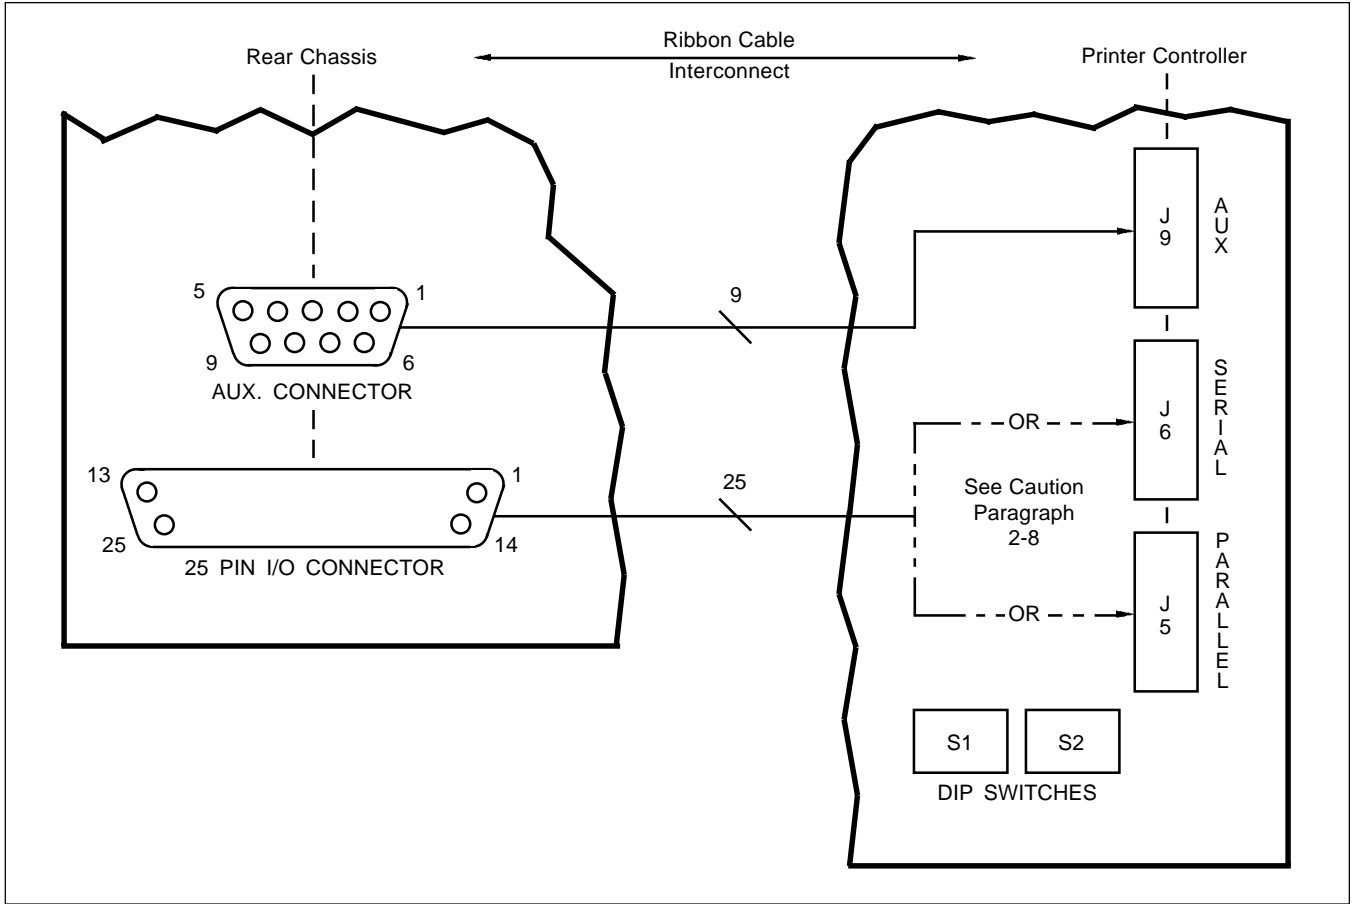 Rear Chassis
Ribbon Cable
Interconnect
Printer Controller
5
1
9
6
AUX. CONNECTOR
9
J
9
AUX
13
1
25
14
25 PIN I/O CONNECTOR
25
OR
See Caution
Paragraph
2-8
OR
J
6
SERIAL
J
5
PARALLEL
S1
S2
DIP SWITCHES